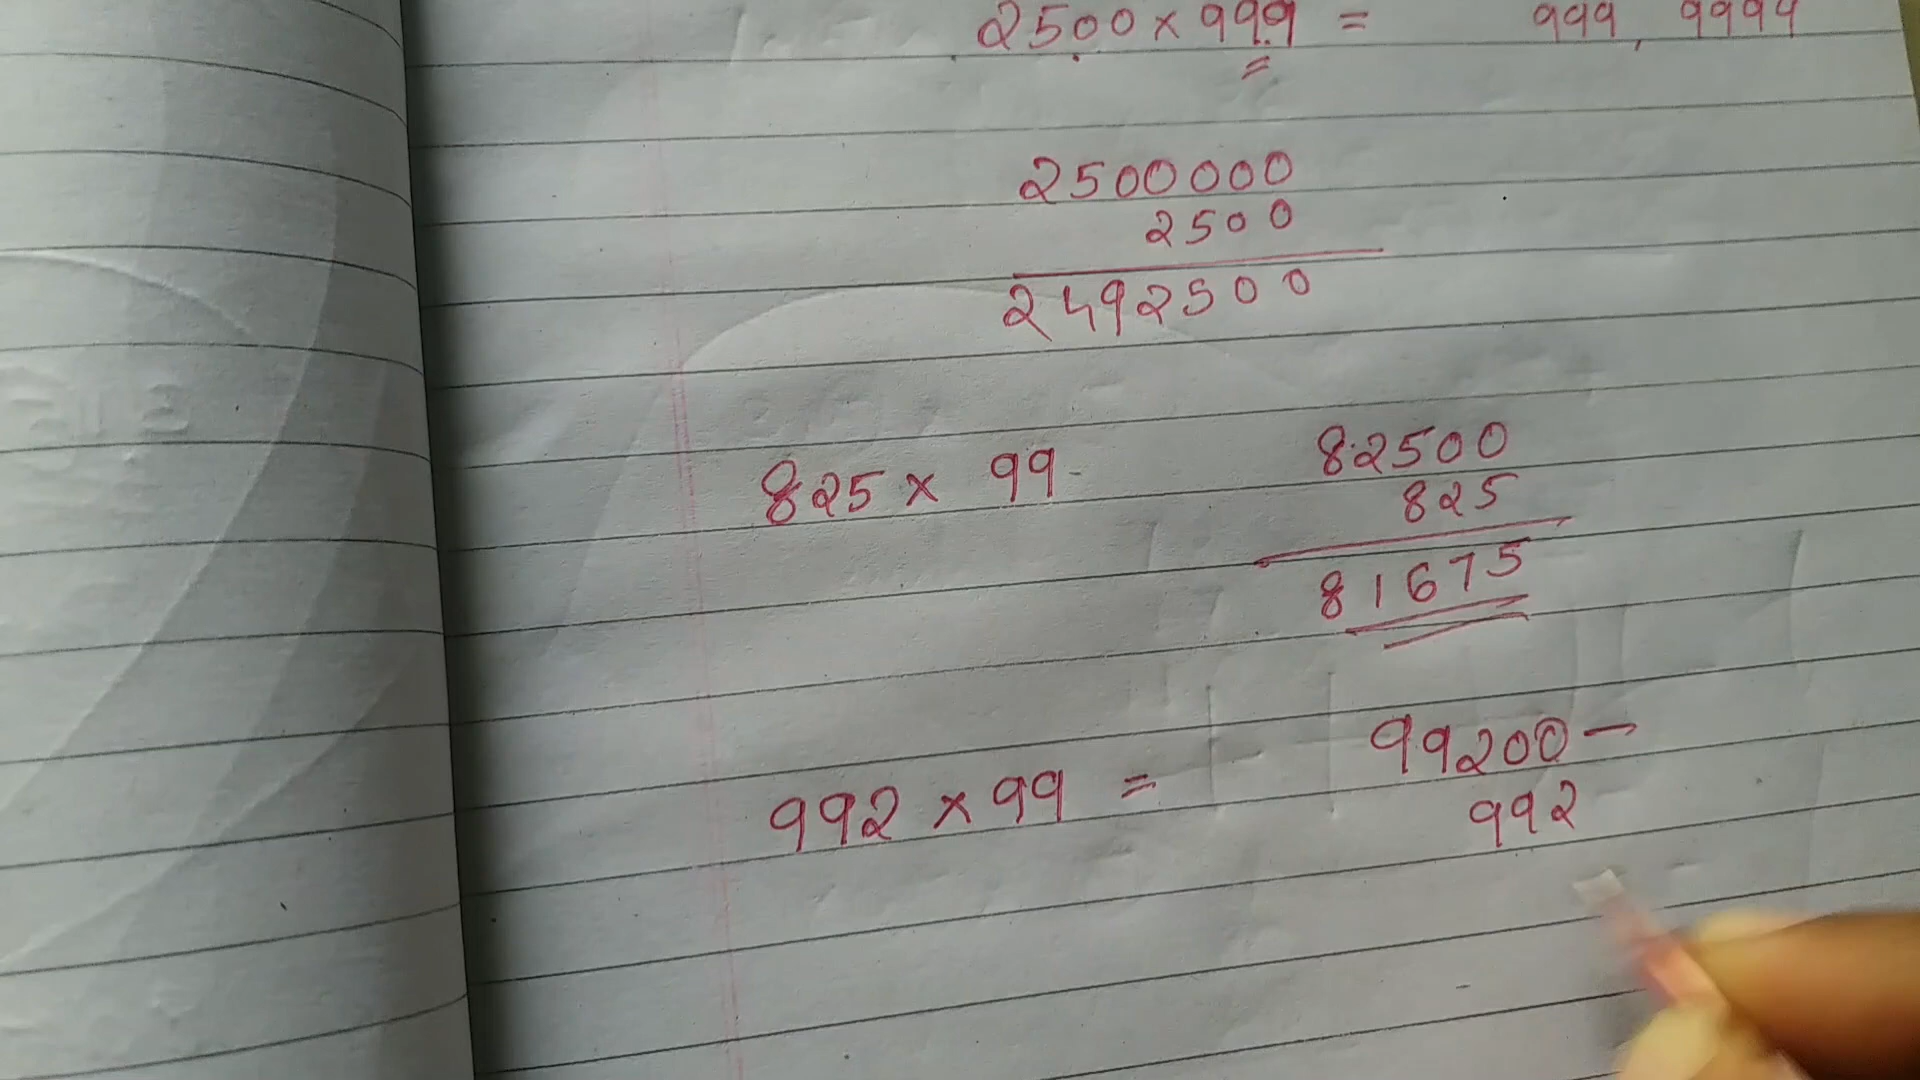 2500 × 999 = 999, 9999
2500000
2500
2492500
825 × 99
82500
825
81675
992 × 99 = 99200 -
992